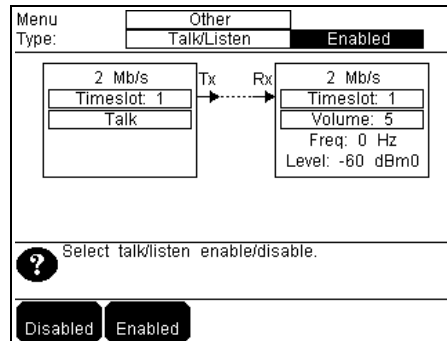 Menu Other
Type: Talk/Listen Enabled
2 Mb/s Tx Rx 2 Mb/s
Timeslot: 1 Timeslot: 1
Talk Volume: 5
Freq: 0 Hz
Level: -60 dBm0
? Select talk/listen enable/disable.
Disabled Enabled